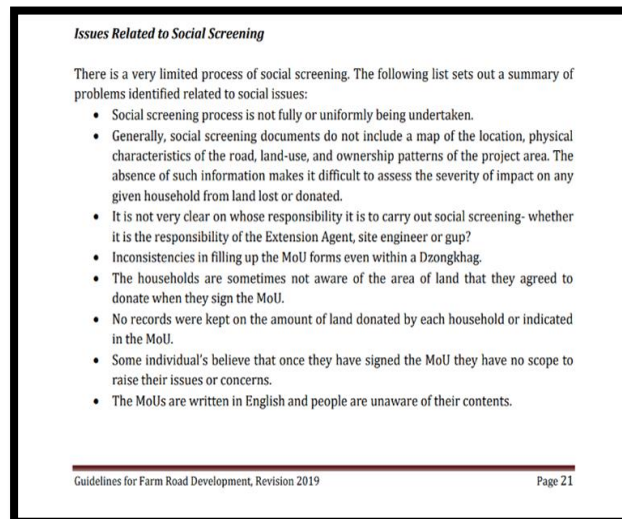 Issues Related to Social Screening
There is a very limited process of social screening. The following list sets out a summary of
problems identified related to social issues:
• Social screening process is not fully or uniformly being undertaken.
• Generally, social screening documents do not include a map of the location, physical
characteristics of the road, land-use, and ownership patterns of the project area. The
absence of such information makes it difficult to assess the severity of impact on any
given household from land lost or donated.
• It is not very clear on whose responsibility it is to carry out social screening- whether
it is the responsibility of the Extension Agent, site engineer or gup?
• Inconsistencies in filling up the MoU forms even within a Dzongkhag.
• The households are sometimes not aware of the area of land that they agreed to
donate when they sign the MoU.
• No records were kept on the amount of land donated by each household or indicated
in the MoU.
• Some individual's believe that once they have signed the MoU they have no scope to
raise their issues or concerns.
• The MoUs are written in English and people are unaware of their contents.
Guidelines for Farm Road Development, Revision 2019 Page 21